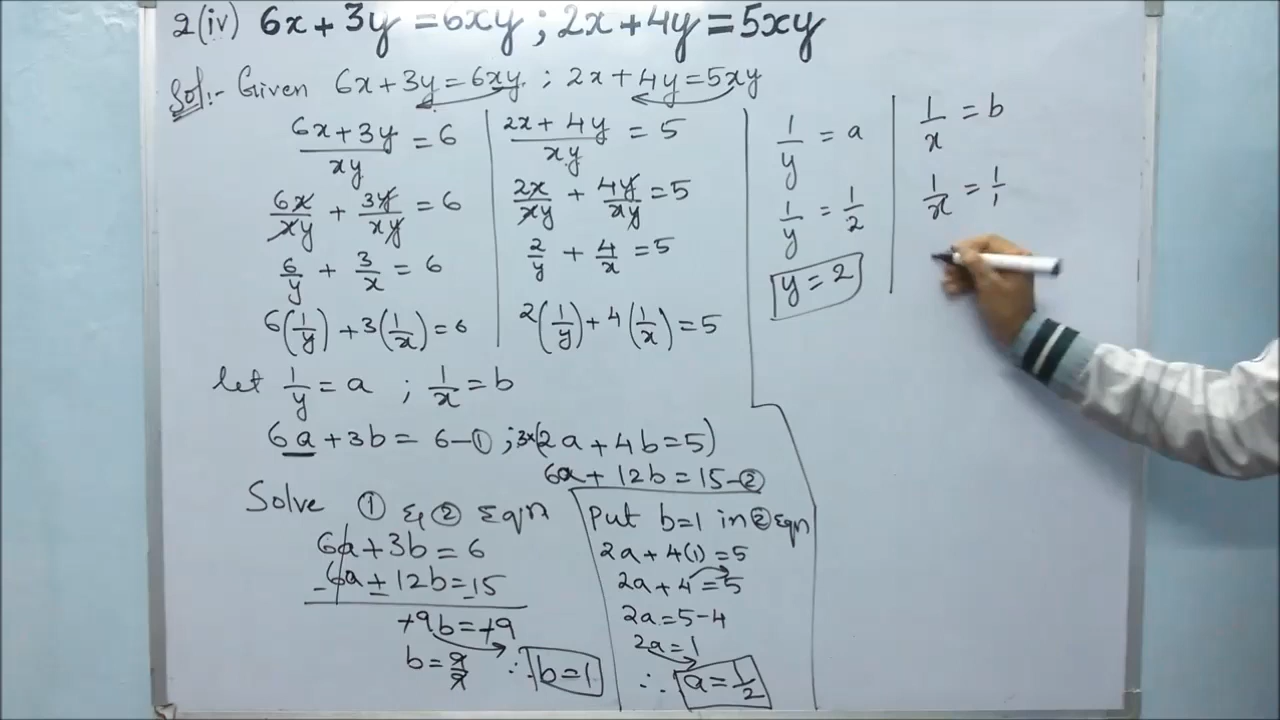 2(iv) 6x + 3y = 6xy ; 2x + 4y = 5xy
Sol:- Given 6x + 3y = 6xy ; 2x + 4y = 5xy
(6x + 3y)/xy = 6
6x/xy + 3y/xy = 6
6/y + 3/x = 6
6(1/y) + 3(1/x) = 6
(2x + 4y)/xy = 5
2x/xy + 4y/xy = 5
2/y + 4/x = 5
2(1/y) + 4(1/x) = 5
let 1/y = a ; 1/x = b
6a + 3b = 6 - ① ; 3×(2a + 4b = 5)
6a + 12b = 15 - ②
Solve ① & ② Eqn
6a + 3b = 6
- 6a ± 12b = - 15
+9b = +9
b = 9/9 ∴ b = 1
Put b=1 in ② Eqn
2a + 4(1) = 5
2a + 4 = 5
2a = 5 - 4
2a = 1
∴ a = 1/2
1/y = a
1/y = 1/2
y = 2
1/x = b
1/x = 1/1